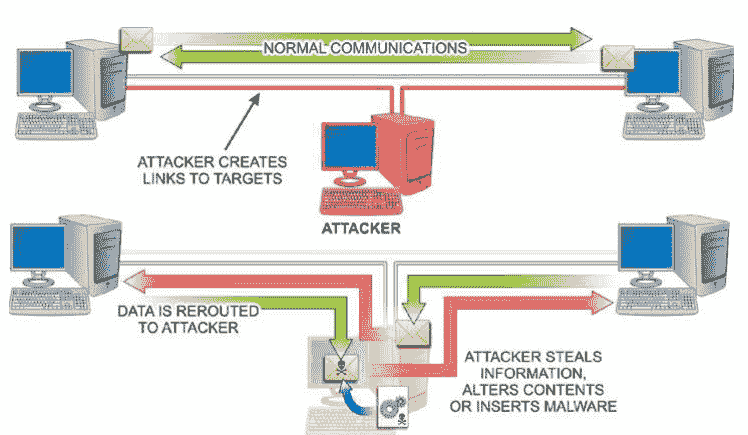 NORMAL COMMUNICATIONS
ATTACKER CREATES
LINKS TO TARGETS
ATTACKER
DATA IS REROUTED
TO ATTACKER
ATTACKER STEALS
INFORMATION,
ALTERS CONTENTS
OR INSERTS MALWARE